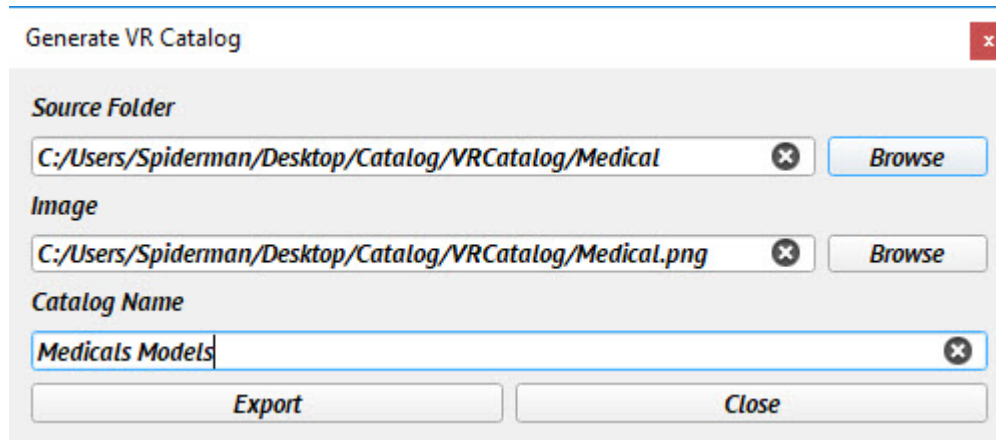 Generate VR Catalog
x
Source Folder
C:/Users/Spiderman/Desktop/Catalog/VRCatalog/Medical
Browse
Image
C:/Users/Spiderman/Desktop/Catalog/VRCatalog/Medical.png
Browse
Catalog Name
Medicals Models
Export
Close